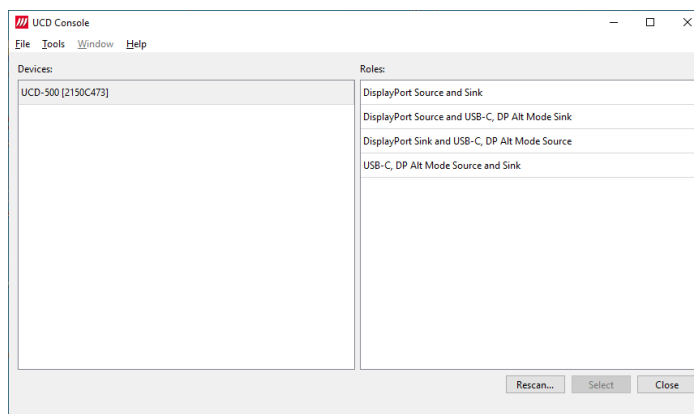 UCD Console
File Tools Window Help
Devices:
Roles:
UCD-500 [2150C473]
DisplayPort Source and Sink
DisplayPort Source and USB-C, DP Alt Mode Sink
DisplayPort Sink and USB-C, DP Alt Mode Source
USB-C, DP Alt Mode Source and Sink
Rescan... Select Close